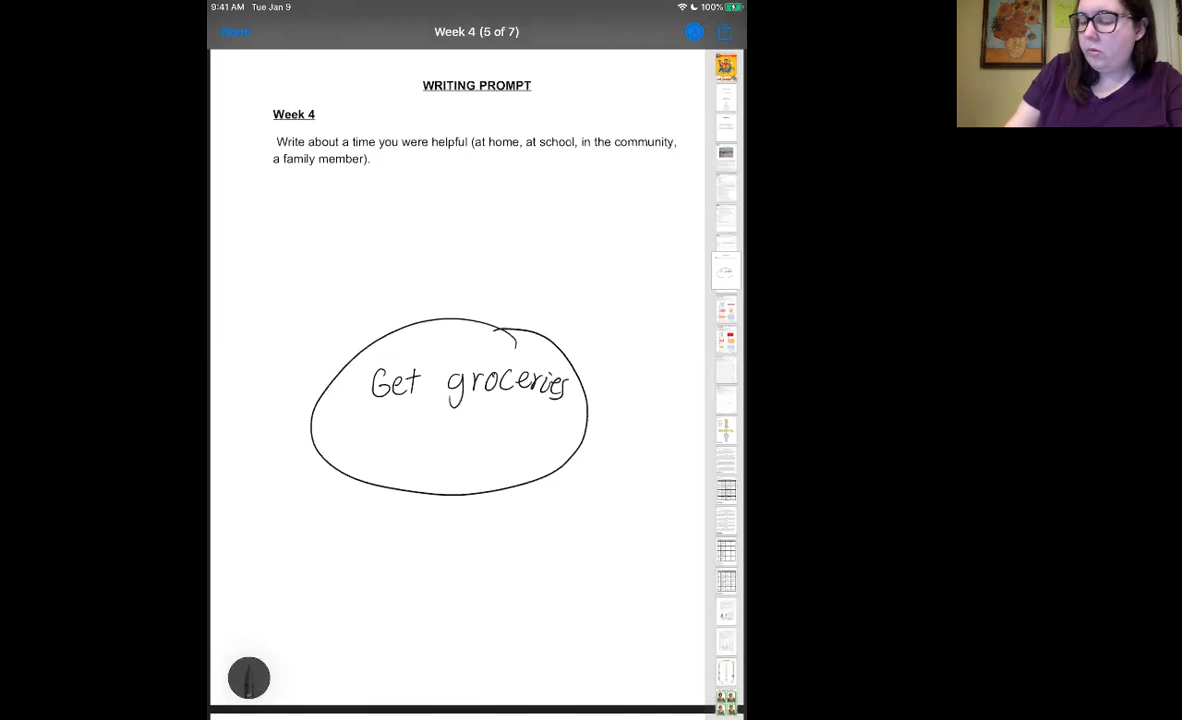 9:41 AM Tue Jan 9
100%
Done
Week 4 (5 of 7)
WRITING PROMPT
Week 4
Write about a time you were helpful (at home, at school, in the community,
a family member).
Get groceries